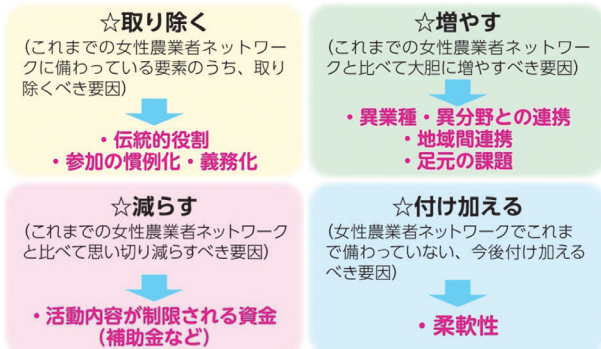 ☆取り除く
(これまでの女性農業者ネットワー
クに備わっている要素のうち、取り
除くべき要因)
・伝統的役割
・参加の慣例化・義務化
☆増やす
(これまでの女性農業者ネットワー
クと比べて大胆に増やすべき要因)
・異業種・異分野との連携
・地域間連携
・足元の課題
☆減らす
(これまでの女性農業者ネットワーク
と比べて思い切り減らすべき要因)
・活動内容が制限される資金
(補助金など)
☆付け加える
(女性農業者ネットワークでこれま
で備わっていない、今後付け加える
べき要因)
・柔軟性